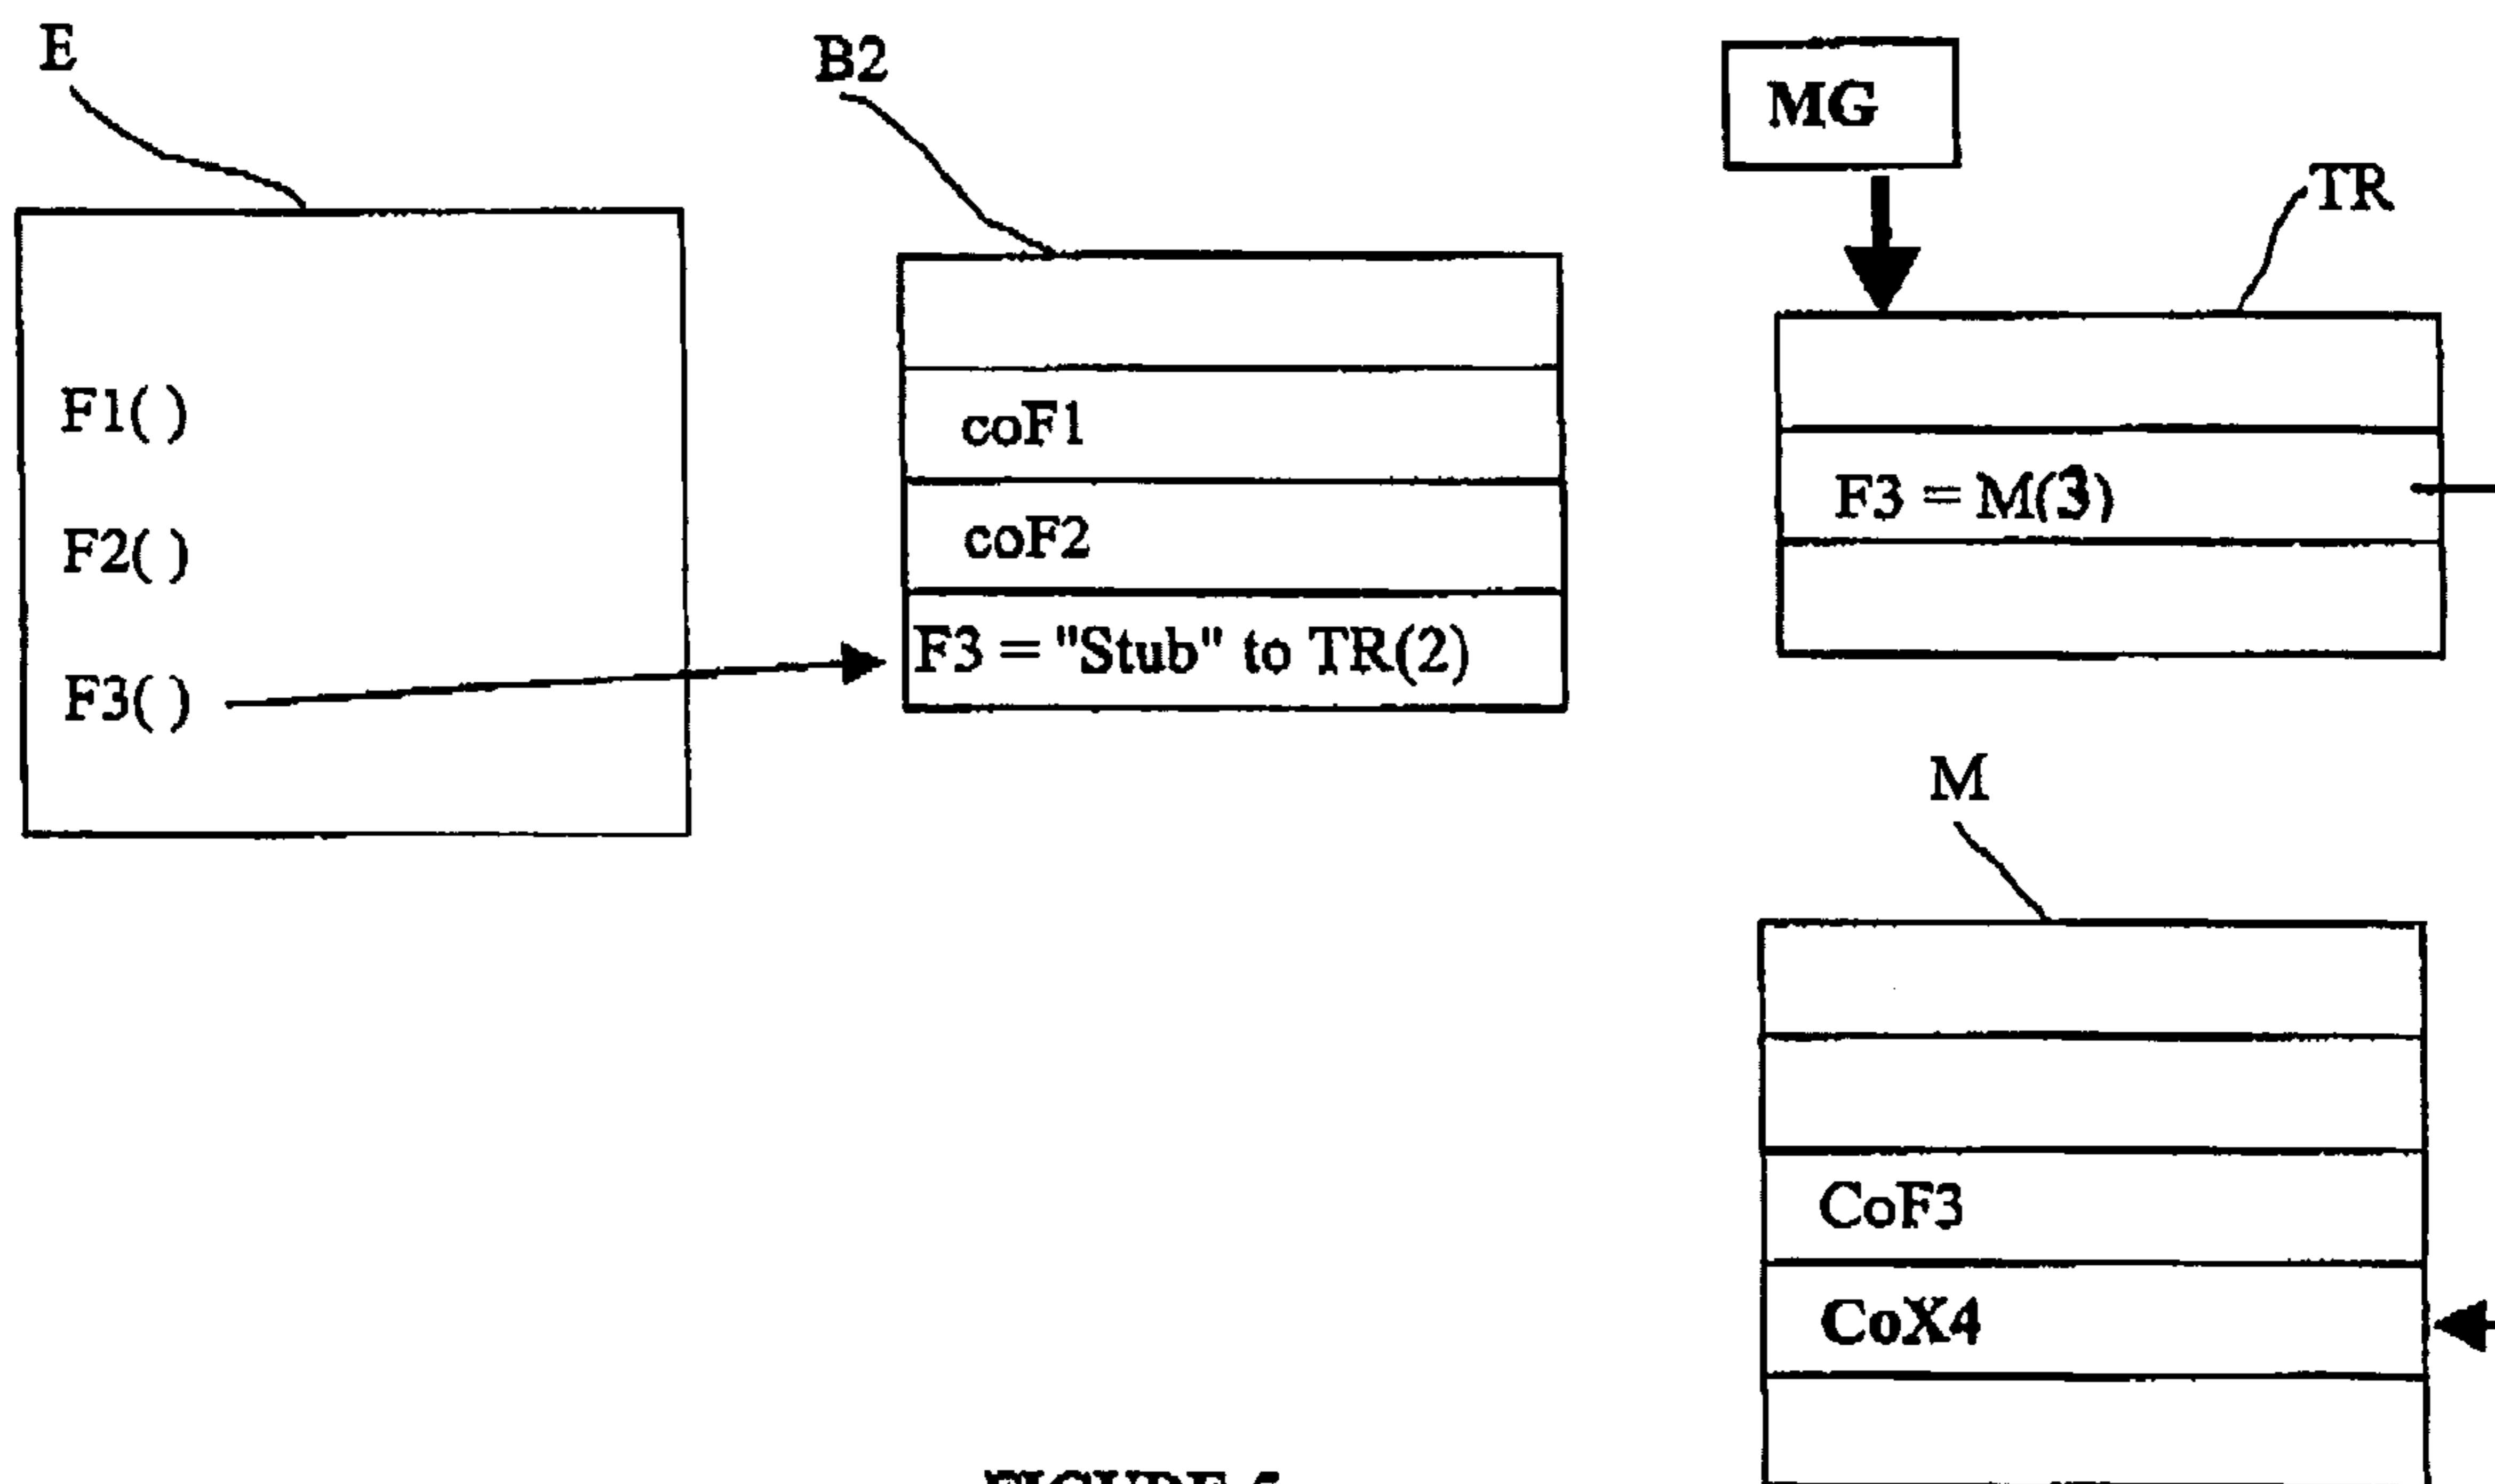 E
B2
MG
TR
F1( )
F2( )
F3( )
coF1
coF2
F3 = "Stub" to TR(2)
F3 = M(3)
M
CoF3
CoX4